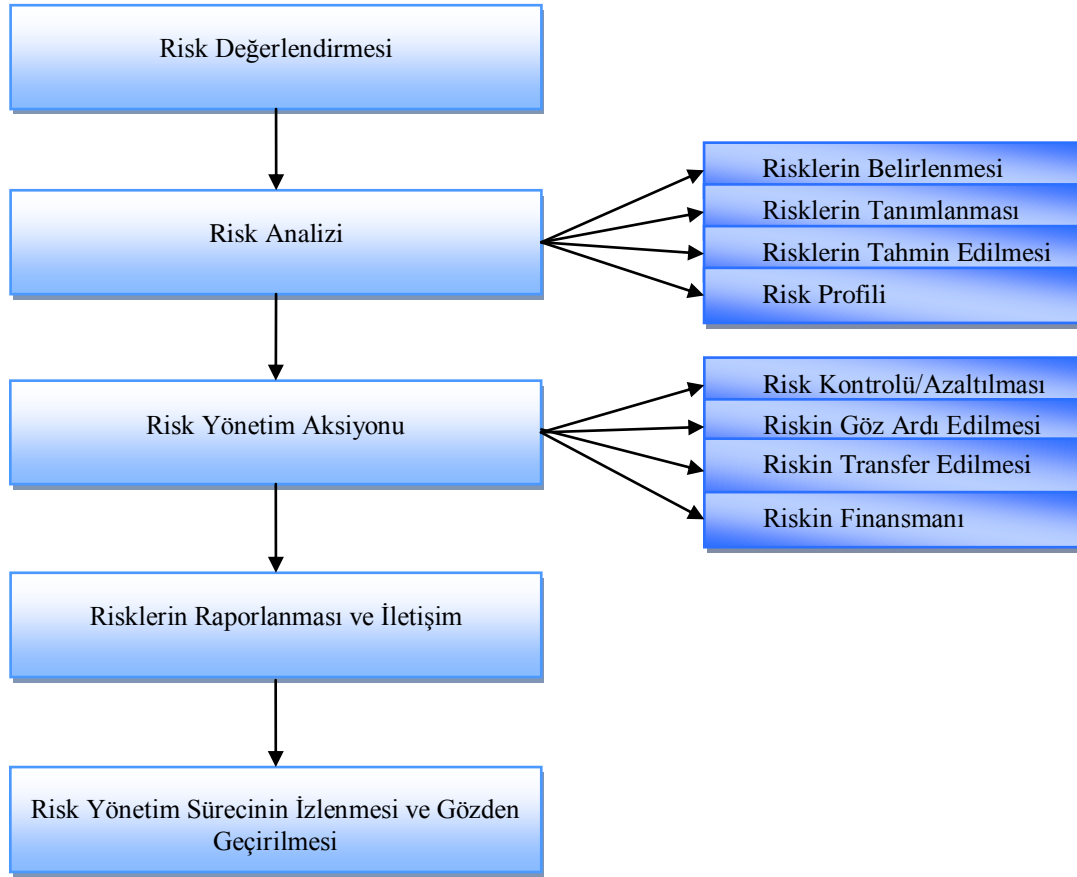 Risk Değerlendirmesi
Risk Analizi
Risklerin Belirlenmesi
Risklerin Tanımlanması
Risklerin Tahmin Edilmesi
Risk Profili
Risk Yönetim Aksiyonu
Risk Kontrolü/Azaltılması
Riskin Göz Ardı Edilmesi
Riskin Transfer Edilmesi
Riskin Finansmanı
Risklerin Raporlanması ve İletişim
Risk Yönetim Sürecinin İzlenmesi ve Gözden
Geçirilmesi